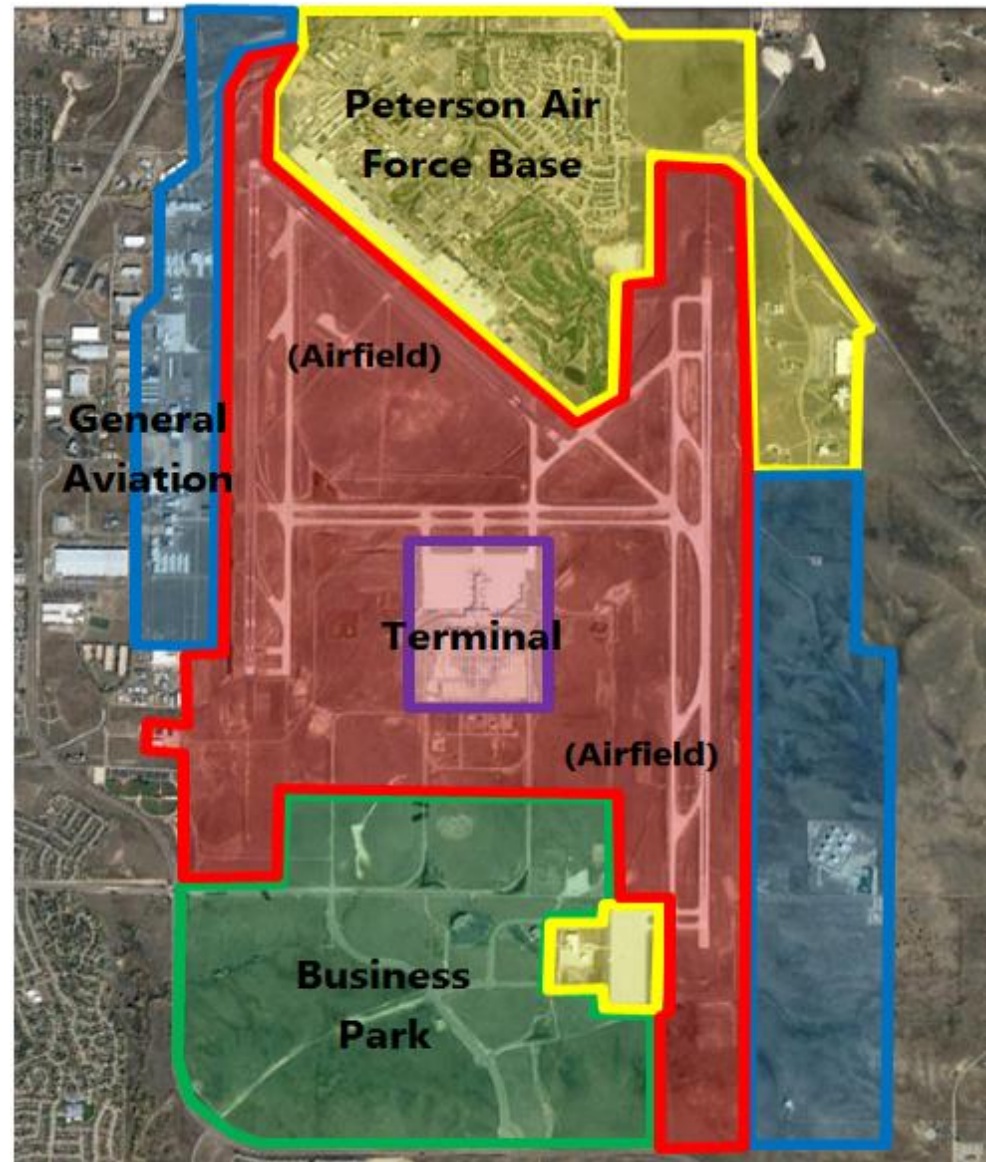 Peterson Air
Force Base
(Airfield)
General
Aviation
Terminal
(Airfield)
Business
Park